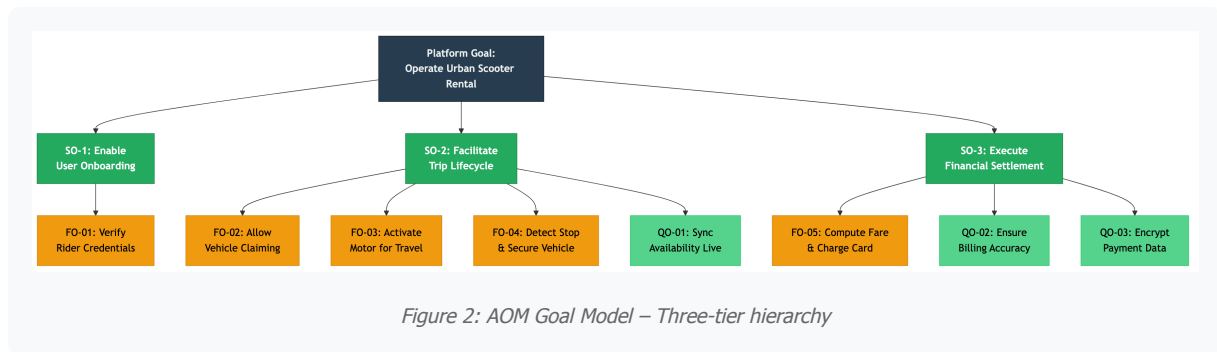 Platform Goal:
Operate Urban Scooter
Rental
SO-1: Enable
User Onboarding
SO-2: Facilitate
Trip Lifecycle
SO-3: Execute
Financial Settlement
FO-01: Verify
Rider Credentials
FO-02: Allow
Vehicle Claiming
FO-03: Activate
Motor for Travel
FO-04: Detect Stop
& Secure Vehicle
QO-01: Sync
Availability Live
FO-05: Compute Fare
& Charge Card
QO-02: Ensure
Billing Accuracy
QO-03: Encrypt
Payment Data
Figure 2: AOM Goal Model – Three-tier hierarchy